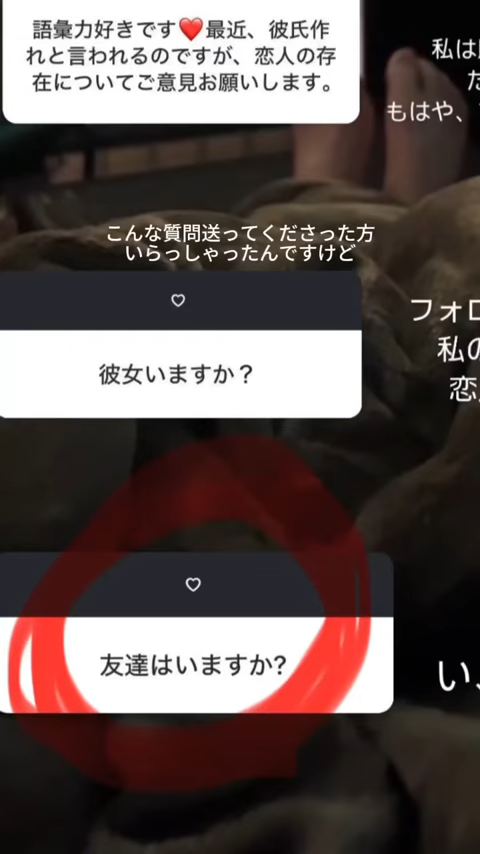 語彙力好きです❤️最近、彼氏作
れと言われるのですが、恋人の存
在についてご意見お願いします。
私は
た
もはや、
こんな質問送ってくださった方
いらっしゃったんですけど
♡
彼女いますか？
フォロ
私の
恋
♡
友達はいますか?
い、